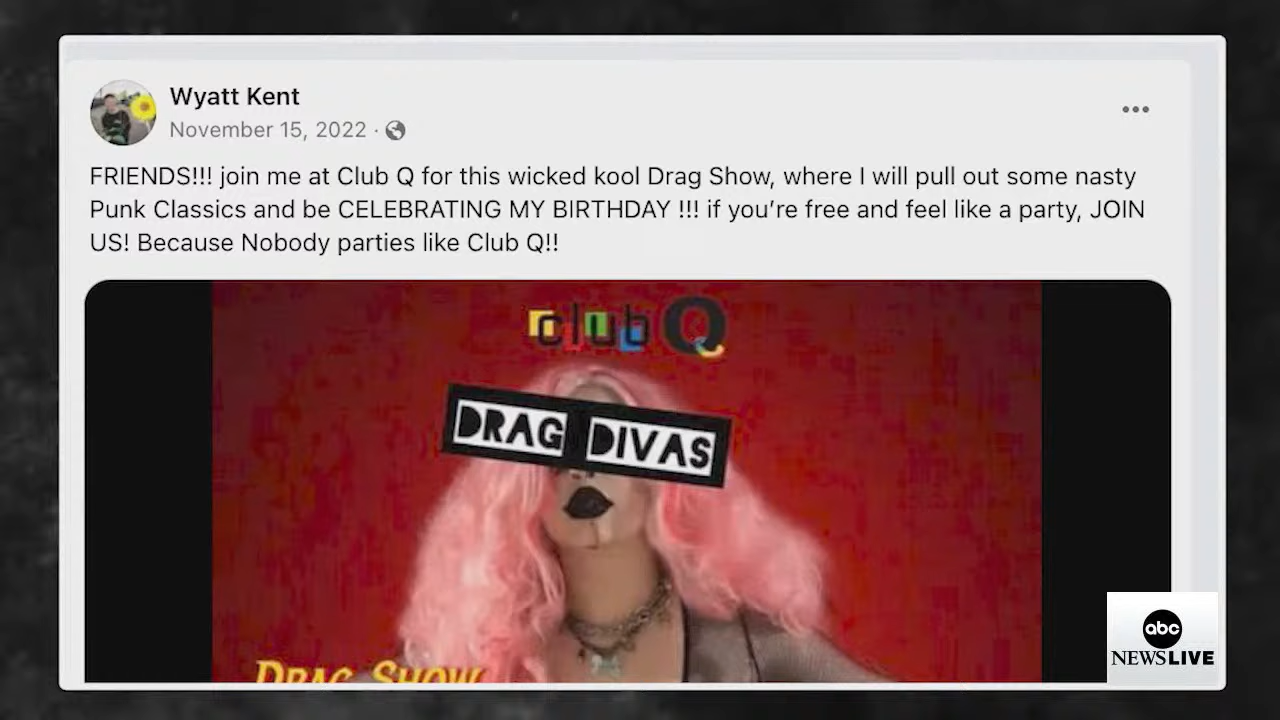 Wyatt Kent
November 15, 2022 ·
FRIENDS!!! join me at Club Q for this wicked kool Drag Show, where I will pull out some nasty
Punk Classics and be CELEBRATING MY BIRTHDAY !!! if you’re free and feel like a party, JOIN
US! Because Nobody parties like Club Q!!
club Q
DRAG DIVAS
DRAG SHOW
abc
NEWSLIVE